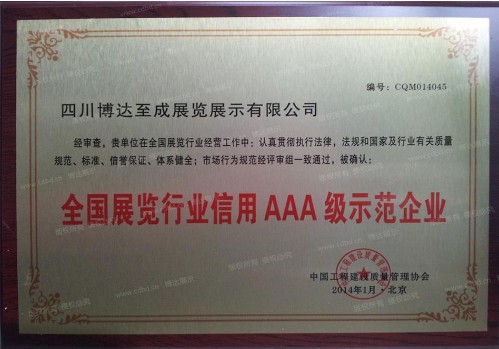 编号：CQM014045
四川博达至成展览展示有限公司
经审查，贵单位在全国展览行业经营工作中：认真贯彻执行法律，法规和国家及行业有关质量
规范、标准、信誉保证、体系健全；市场行为规范经评审组一致通过，被确认：
全国展览行业信用 AAA 级示范企业
中国工程建设质量管理协会
2014年1月·北京